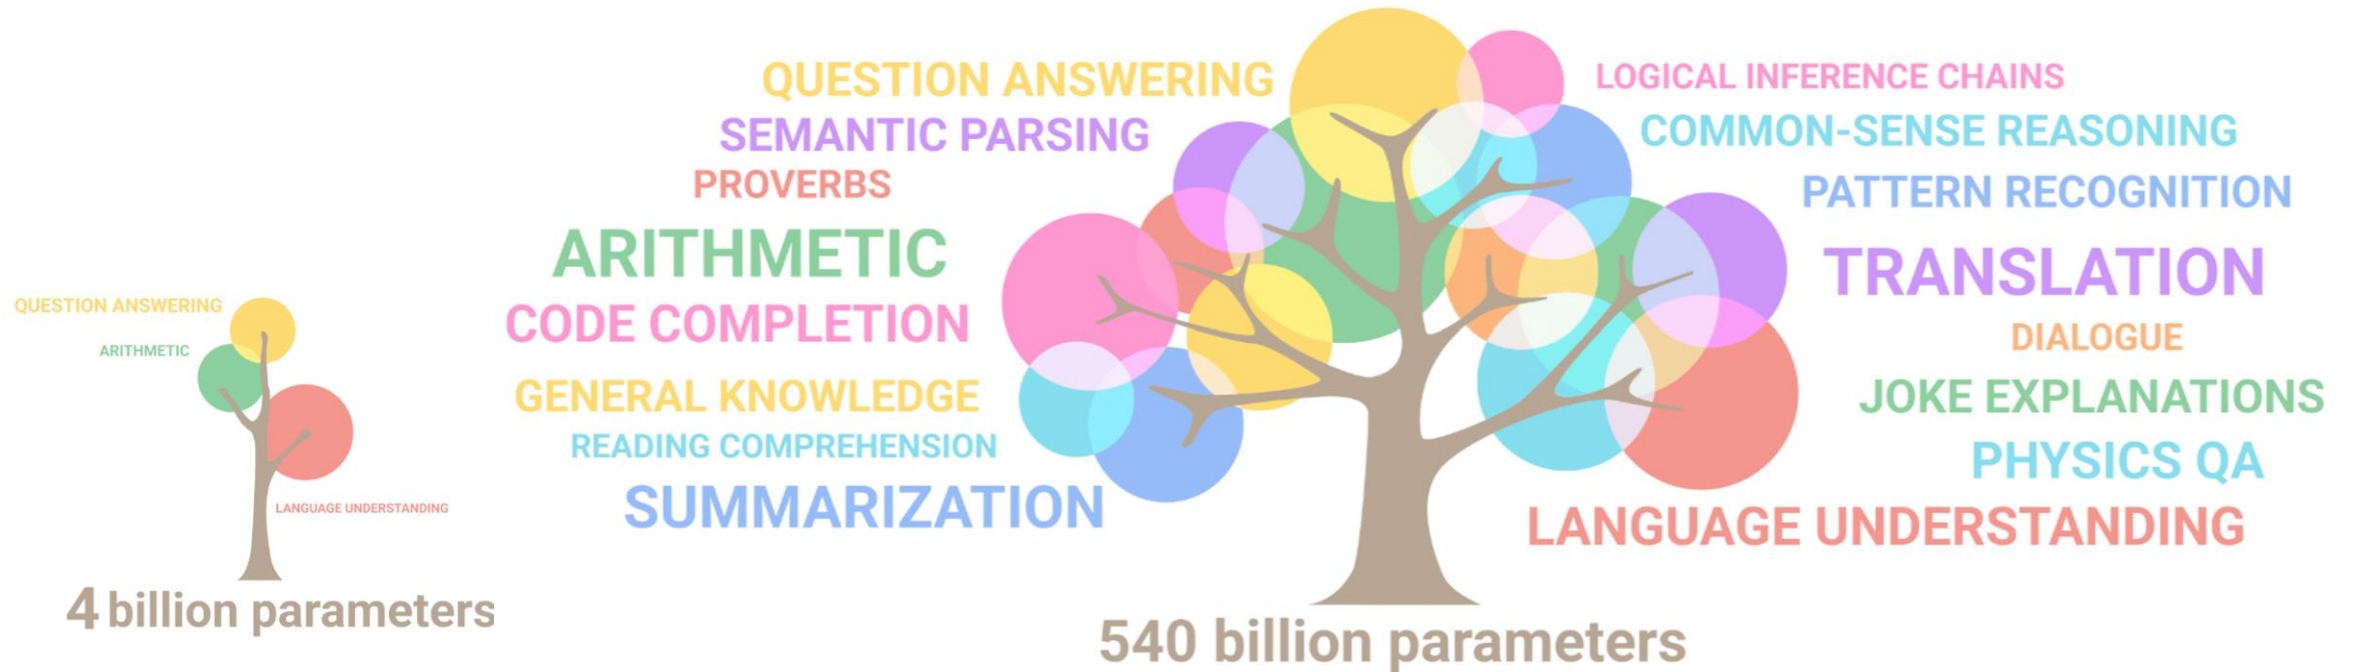 QUESTION ANSWERING
ARITHMETIC
LANGUAGE UNDERSTANDING
4 billion parameters
QUESTION ANSWERING
SEMANTIC PARSING
PROVERBS
ARITHMETIC
CODE COMPLETION
GENERAL KNOWLEDGE
READING COMPREHENSION
SUMMARIZATION
LOGICAL INFERENCE CHAINS
COMMON-SENSE REASONING
PATTERN RECOGNITION
TRANSLATION
DIALOGUE
JOKE EXPLANATIONS
PHYSICS QA
LANGUAGE UNDERSTANDING
540 billion parameters